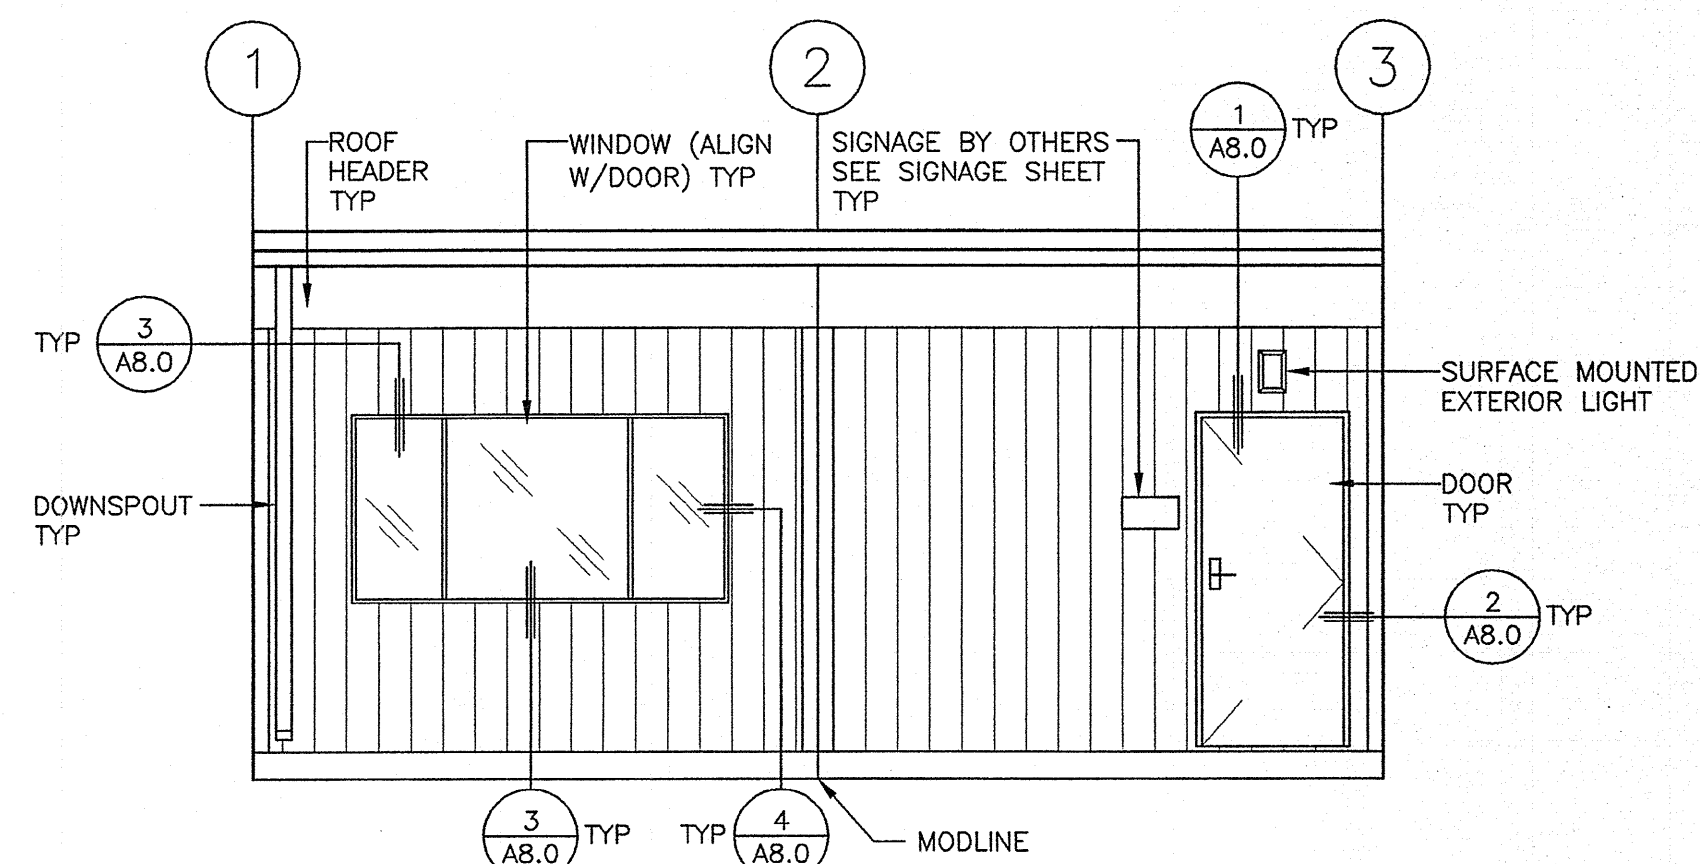 1
2
3
1
A8.0
TYP
ROOF
HEADER
TYP
WINDOW (ALIGN
W/DOOR) TYP
SIGNAGE BY OTHERS
SEE SIGNAGE SHEET
TYP
TYP
3
A8.0
SURFACE MOUNTED
EXTERIOR LIGHT
DOWNSPOUT
TYP
DOOR
TYP
2
A8.0
TYP
3
A8.0
TYP
TYP
4
A8.0
MODLINE